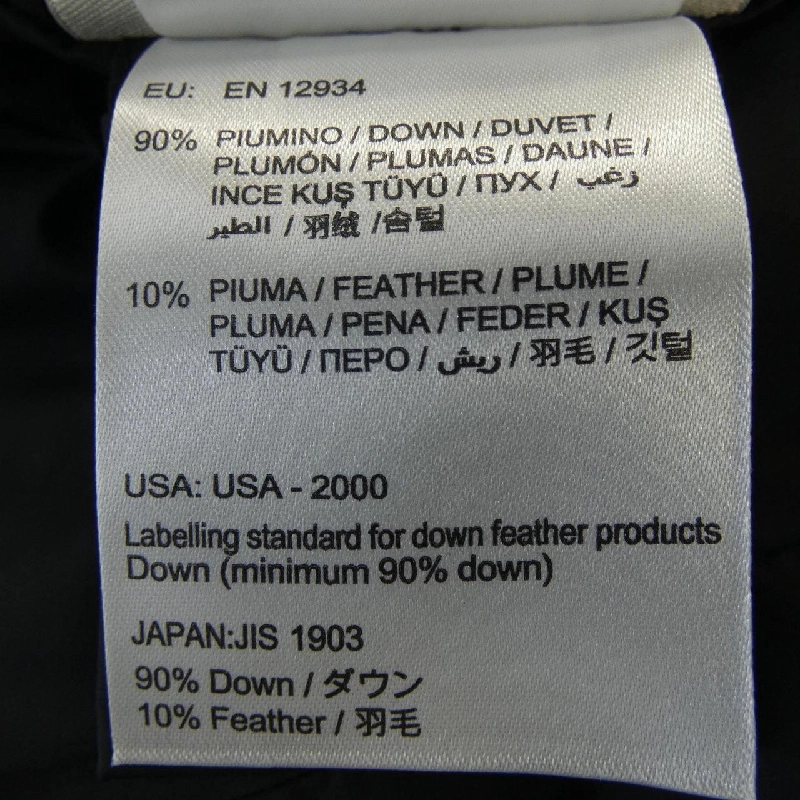 EU: EN 12934
90% PIUMINO / DOWN / DUVET /
PLUMÓN / PLUMAS / DAUNE /
INCE KUŞ TÜYÜ / ПУХ / زغب
الطير / 羽绒 / 솜털
10% PIUMA / FEATHER / PLUME /
PLUMA / PENA / FEDER / KUŞ
TÜYÜ / ПЕРО / ريش / 羽毛 / 깃털
USA: USA - 2000
Labelling standard for down feather products
Down (minimum 90% down)
JAPAN:JIS 1903
90% Down / ダウン
10% Feather / 羽毛